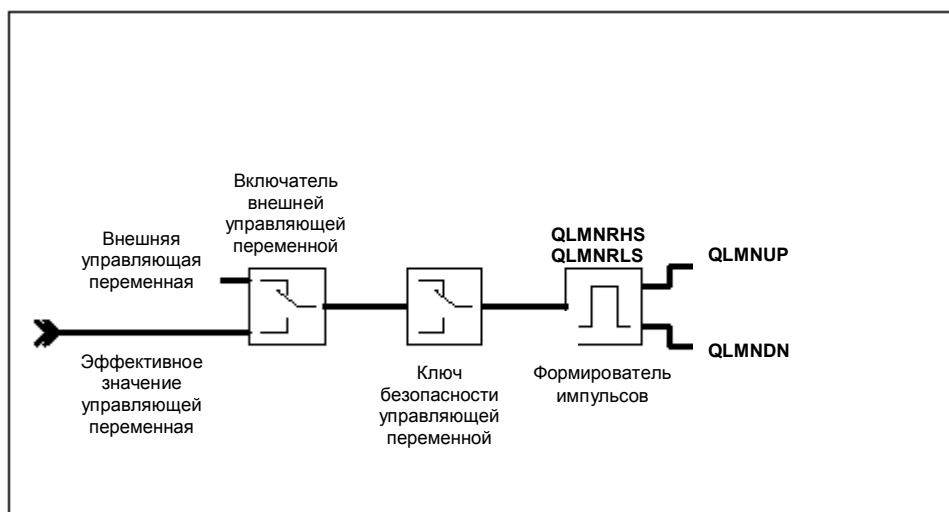 Включатель
внешней
управляющей
переменной
Внешняя
управляющая
переменная
QLMNRHS
QLMNRLS
QLMNUP
QLMNDN
Эффективное
значение
управляющей
переменная
Ключ
безопасности
управляющей
переменной
Формирователь
импульсов